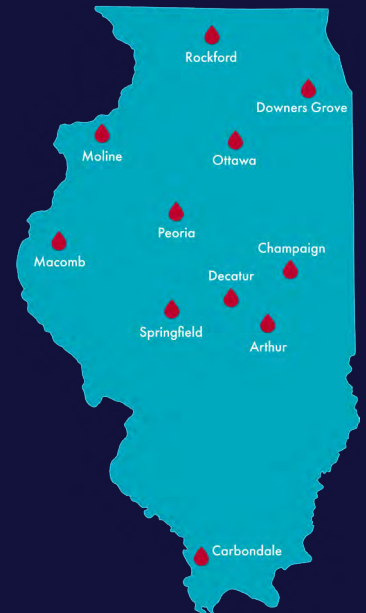 Rockford
Downers Grove
Moline
Ottawa
Peoria
Macomb
Champaign
Decatur
Springfield
Arthur
Carbondale